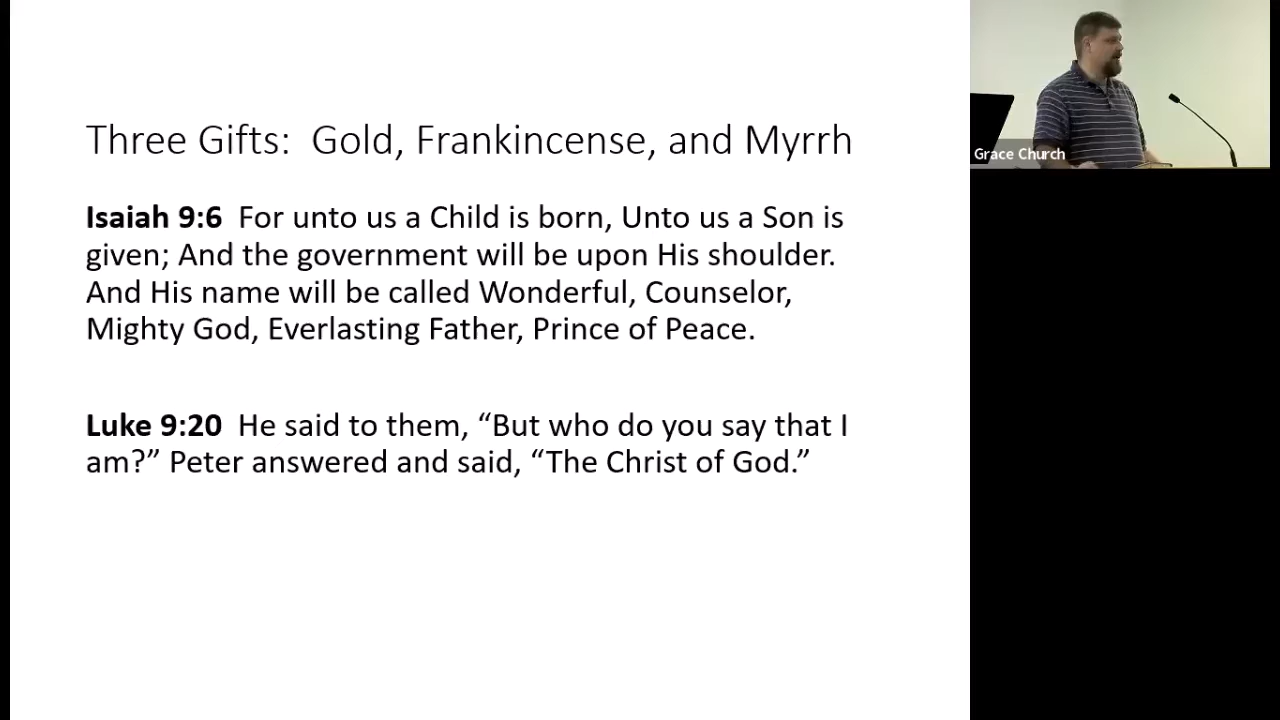 Three Gifts:  Gold, Frankincense, and Myrrh
Isaiah 9:6  For unto us a Child is born, Unto us a Son is
given; And the government will be upon His shoulder.
And His name will be called Wonderful, Counselor,
Mighty God, Everlasting Father, Prince of Peace.
Luke 9:20  He said to them, “But who do you say that I
am?” Peter answered and said, “The Christ of God.”
Grace Church